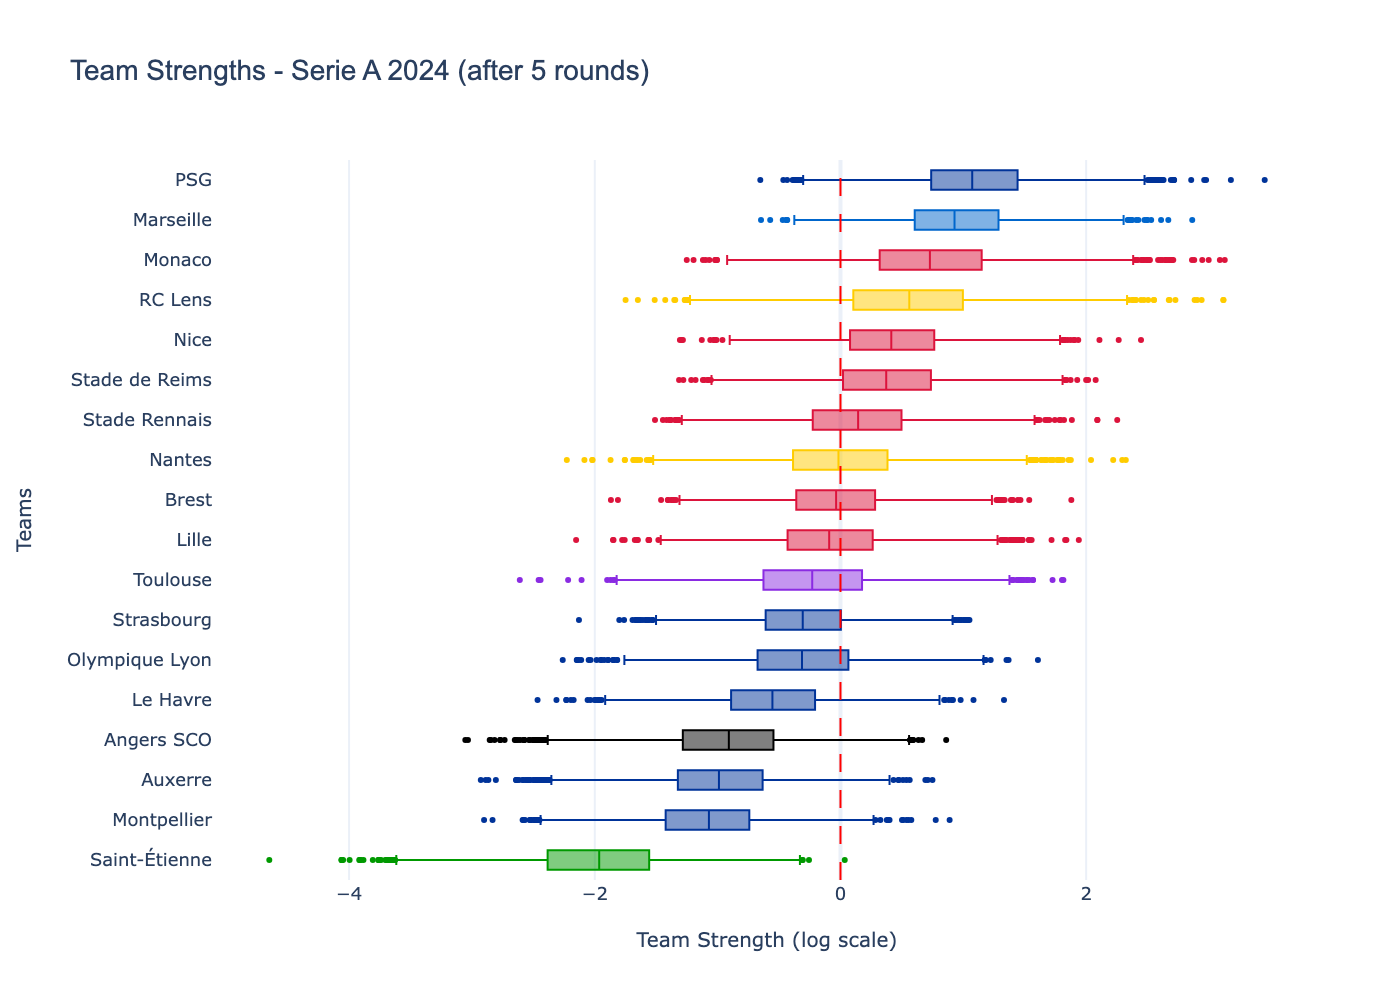 Team Strengths - Serie A 2024 (after 5 rounds)
PSG
Marseille
Monaco
RC Lens
Nice
Stade de Reims
Stade Rennais
Nantes
Brest
Lille
Toulouse
Strasbourg
Olympique Lyon
Le Havre
Angers SCO
Auxerre
Montpellier
Saint-Étienne
Teams
−4
−2
0
2
Team Strength (log scale)